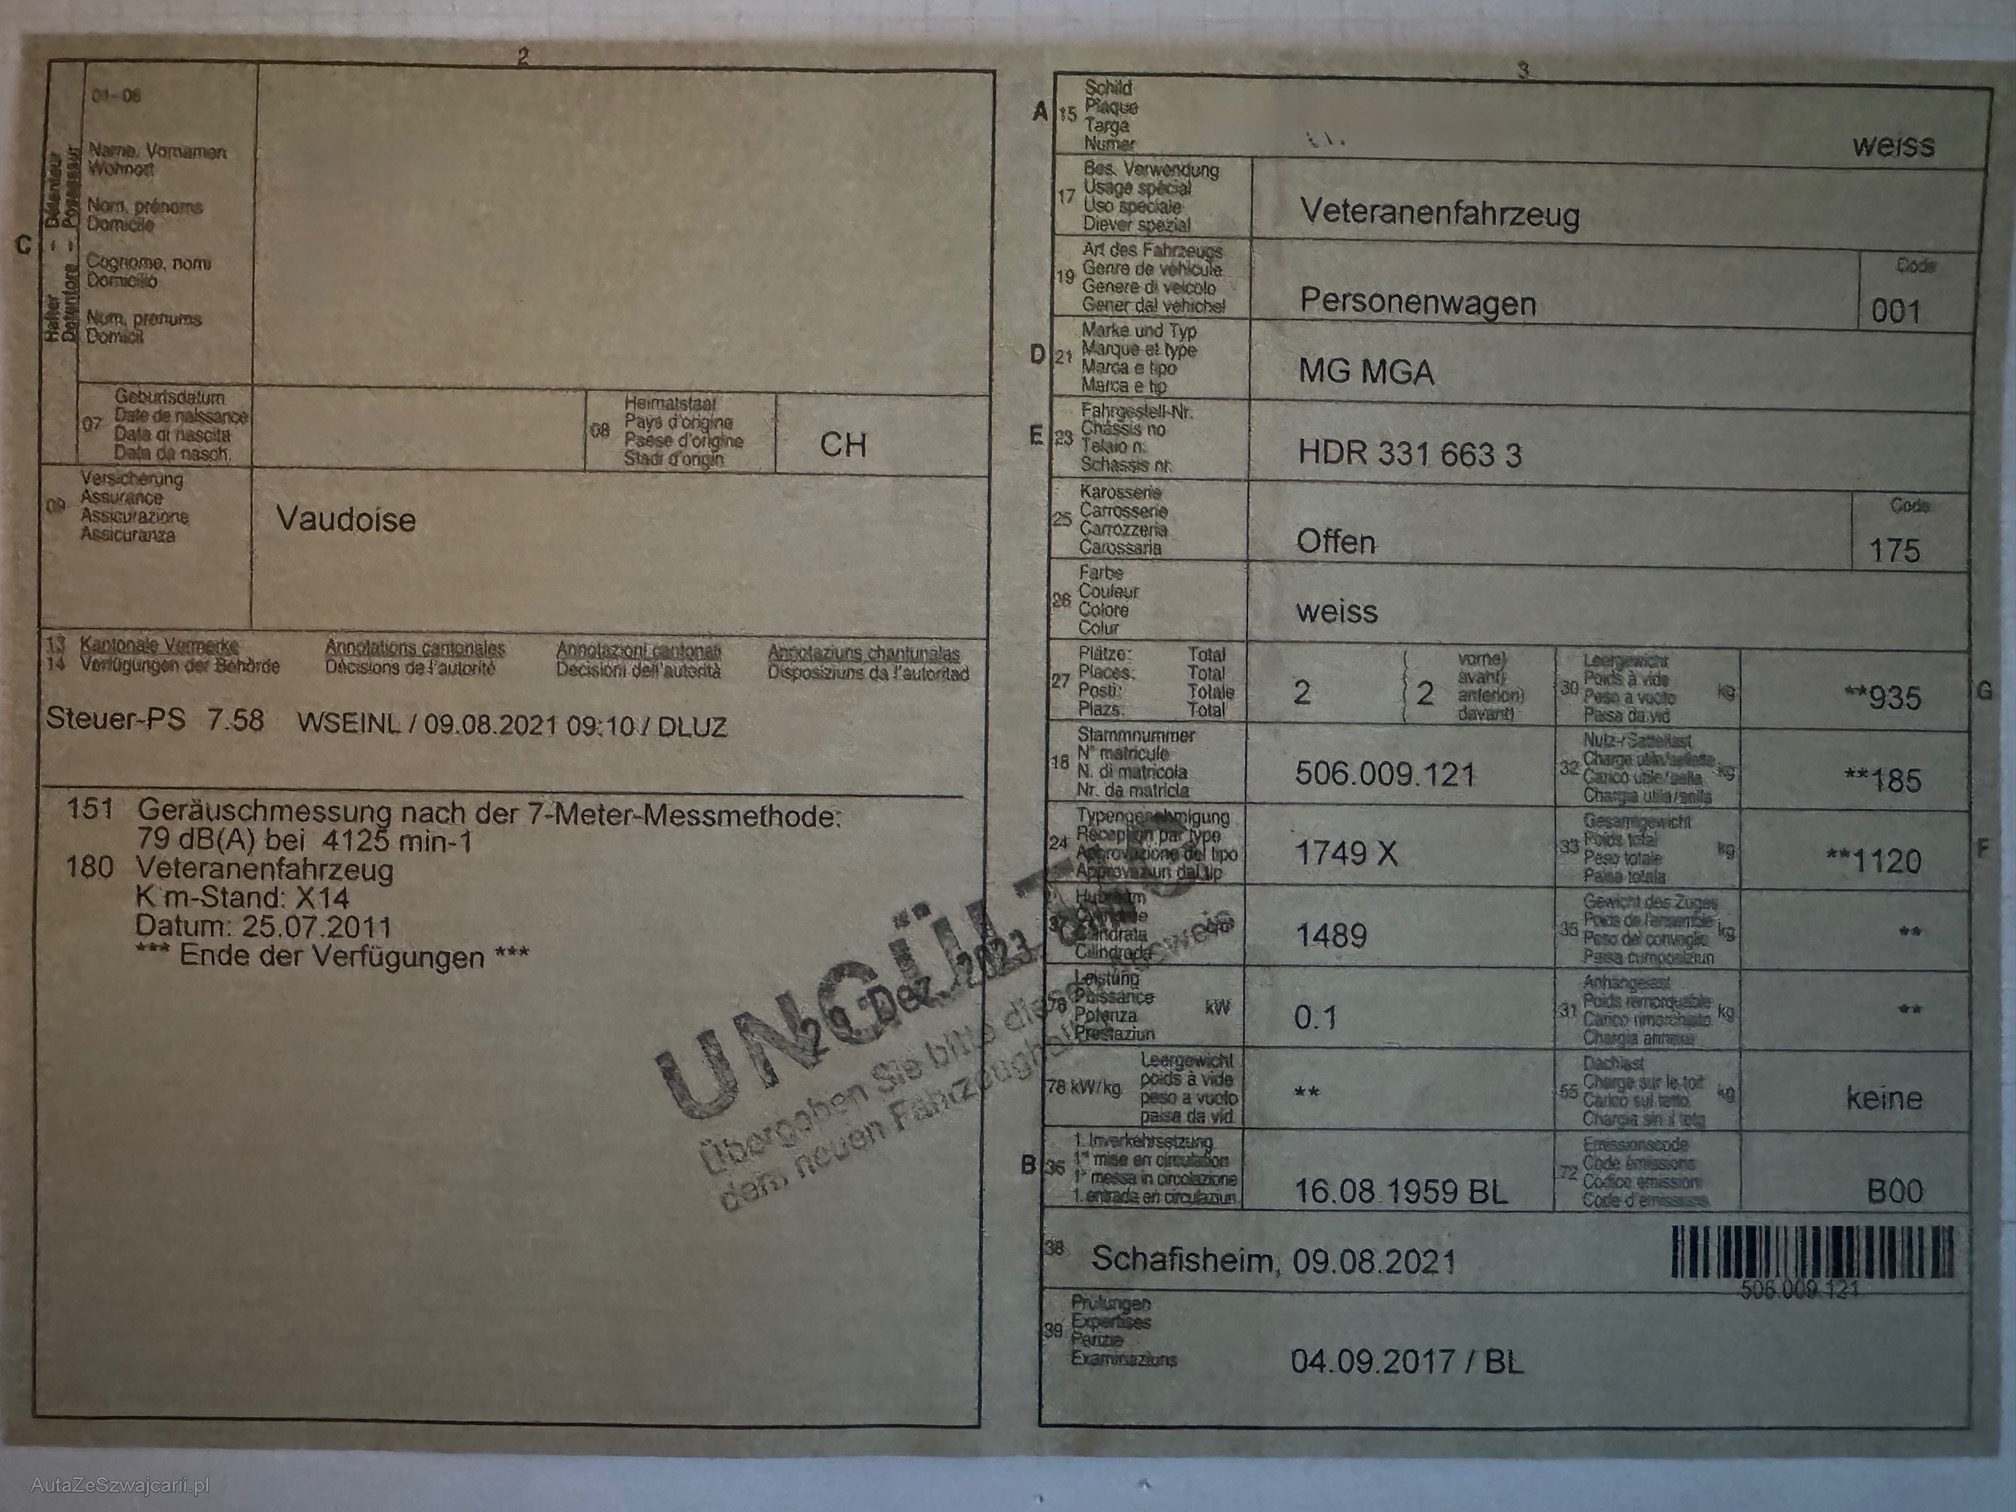 2
01-06
Name, Vornamen
Wohnort
Nom, prénoms
Domicile
Cognome, nomi
Domicilio
Num, prenums
Domicil
C
Halter - Détenteur
Detentore - Possessur
07
Geburtsdatum
Date de naissance
Data di nascita
Data da nasch.
08
Heimatstaat
Pays d'origine
Paese d'origine
Stadi d'origin
CH
09
Versicherung
Assurance
Assicurazione
Assicuranza
Vaudoise
13 Kantonale Vermerke Annotations cantonales Annotazioni cantonali Annotaziuns chantunalas
14 Verfügungen der Behörde Décisions de l'autorité Decisioni dell'autorità Disposiziuns da l'autoritad
Steuer-PS 7.58 WSEINL / 09.08.2021 09:10 / DLUZ
151 Geräuschmessung nach der 7-Meter-Messmethode:
79 dB(A) bei 4125 min-1
180 Veteranenfahrzeug
Km-Stand: X14
Datum: 25.07.2011
*** Ende der Verfügungen ***
UNGÜLTIG
29. Dez. 2023
Übergeben Sie bitte diesen Ausweis
dem neuen Fahrzeughalter
3
A 15
Schild
Plaque
Targa
Numer
weiss
17
Bes. Verwendung
Usage spécial
Uso speciale
Diever spezial
Veteranenfahrzeug
19
Art des Fahrzeugs
Genre de véhicule
Genere di veicolo
Gener dal vehichel
Personenwagen
Code
001
D 21
Marke und Typ
Marque et type
Marca e tipo
Marca e tip
MG MGA
E 23
Fahrgestell-Nr.
Châssis no
Telaio n.
Schassis nr.
HDR 331 663 3
25
Karosserie
Carrosserie
Carrozzeria
Carossaria
Offen
Code
175
26
Farbe
Couleur
Colore
Colur
weiss
27
Plätze: Total
Places: Total
Posti: Totale
Plazs: Total
2
2
vorne)
avant)
anteriori)
davant)
30
Leergewicht
Poids à vide
Peso a vuoto
Paisa da vid
kg
**935
G
18
Stammnummer
N° matricule
N. di matricola
Nr. da matricla
506.009.121
32
Nutz-/Sattellast
Charge utile/sellette
Carico utile/sella
Chargia utila/sella
kg
**185
24
Typengenehmigung
Réception par type
Approvazione del tipo
Approvaziun dal tip
1749 X
33
Gesamtgewicht
Poids total
Peso totale
Paisa totala
kg
**1120
F
37
Hubraum
Cylindrée
Cilindrata
Cilindrada
1489
35
Gewicht des Zuges
Poids de l'ensemble
Peso del convoglio
Paisa cumposiziun
kg
**
76
Leistung
Puissance
Potenza
Prestaziun
kW
0.1
31
Anhängelast
Poids remorquable
Carico rimorchiato
Chargia annexa
kg
**
78 kW/kg
Leergewicht
poids à vide
peso a vuoto
paisa da vid
**
55
Dachlast
Charge sur le toit
Carico sul tetto
Chargia sin il tetg
kg
keine
B 36
1. Inverkehrsetzung
1re mise en circulation
1a messa in circolazione
1. entrada en circulaziun
16.08.1959 BL
72
Emissionscode
Code émissions
Codice emissioni
Code d'emissiuns
B00
38
Schafisheim, 09.08.2021
506.009.121
39
Prüfungen
Expertises
Perizie
Examinaziuns
04.09.2017 / BL
AutaZeSzwajcarii.pl